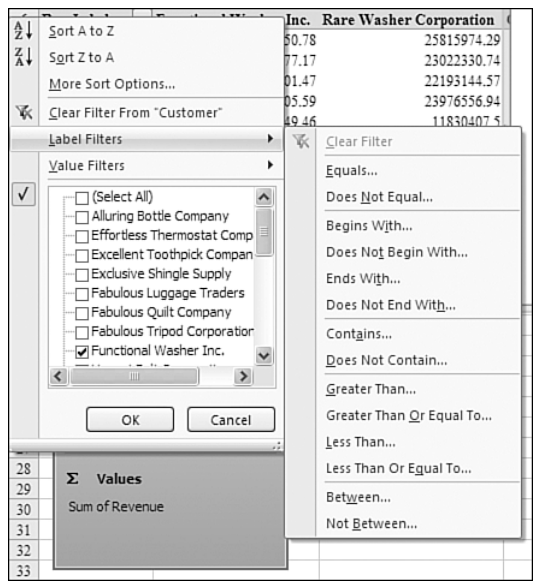 Inc. Rare Washer Corporation
Sort A to Z
50.78 25815974.29
Sort Z to A
77.17 23022330.74
More Sort Options...
01.47 22193144.57
Clear Filter From "Customer"
05.59 23976556.94
49.46 11830407.5
Label Filters
Value Filters
(Select All)
Alluring Bottle Company
Effortless Thermostat Comp
Excellent Toothpick Compan
Exclusive Shingle Supply
Fabulous Luggage Traders
Fabulous Quilt Company
Fabulous Tripod Corporation
Functional Washer Inc.
OK Cancel
Clear Filter
Equals...
Does Not Equal...
Begins With...
Does Not Begin With...
Ends With...
Does Not End With...
Contains...
Does Not Contain...
Greater Than...
Greater Than Or Equal To...
Less Than...
Less Than Or Equal To...
Between...
Not Between...
28
29
30
31
32
33
Σ Values
Sum of Revenue